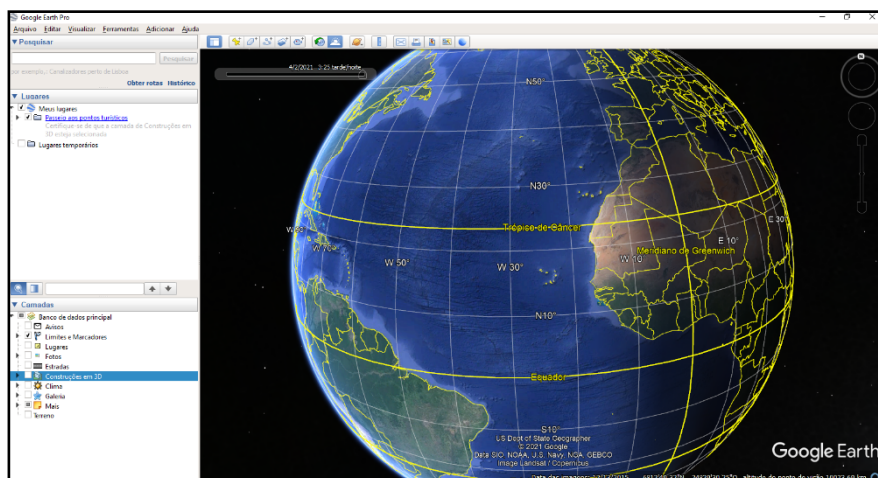 Google Earth Pro
Arquivo Editar Visualizar Ferramentas Adicionar Ajuda
Pesquisar
Pesquisar
Obter rotas Histórico
Lugares
Meus lugares
Passeio aos pontos turísticos
Certifique-se de que a camada de Construções em
3D esteja selecionada
Lugares temporários
Camadas
Banco de dados principal
Avisos
Limites e Marcadores
Lugares
Fotos
Estradas
Construções em 3D
Clima
Galeria
Mais
Terreno
4/2/2021 3:25 tarde/noite
N
N50°
N30°
Trópico de Câncer
Meridiano de Greenwich
E 30°
E 10°
W 10°
W 30°
W 50°
W 70°
N10°
Equador
S10°
US Dept of State Geographer
© 2021 Google
Data SIO, NOAA, U.S. Navy, NGA, GEBCO
Image Landsat / Copernicus
Google Earth